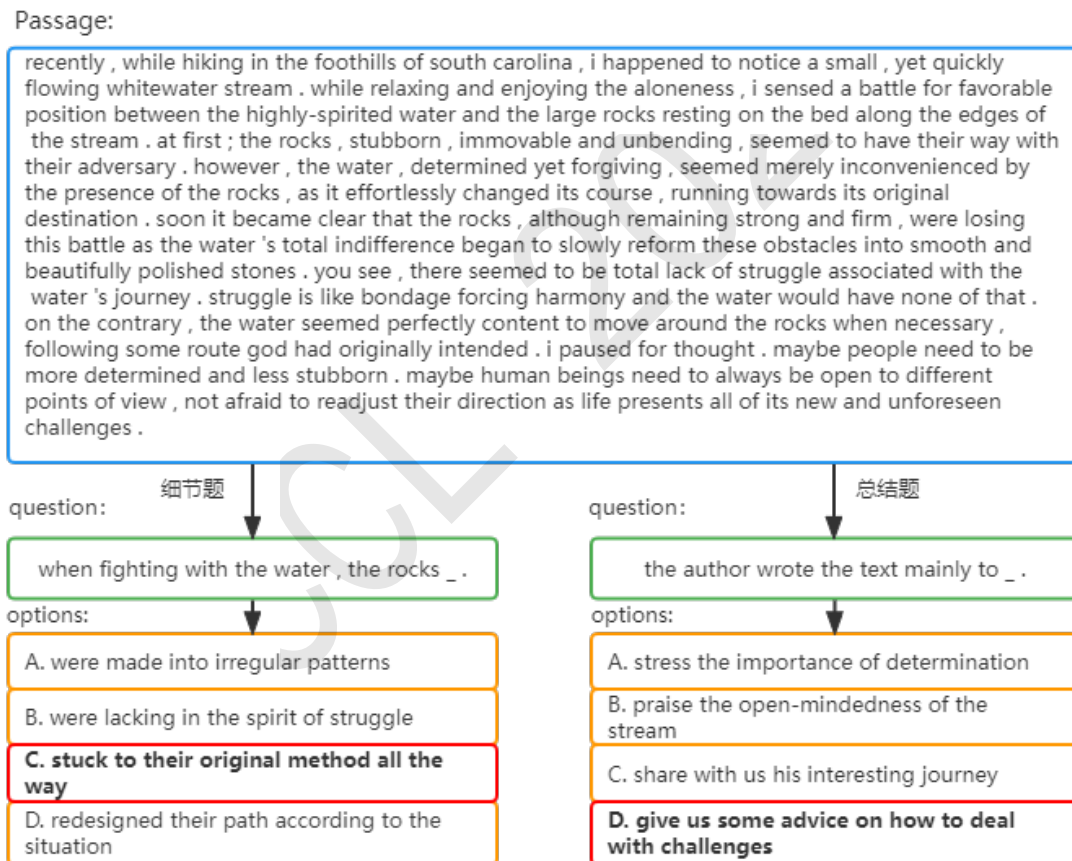 Passage:
recently , while hiking in the foothills of south carolina , i happened to notice a small , yet quickly
flowing whitewater stream . while relaxing and enjoying the aloneness , i sensed a battle for favorable
position between the highly-spirited water and the large rocks resting on the bed along the edges of
the stream . at first ; the rocks , stubborn , immovable and unbending , seemed to have their way with
their adversary . however , the water , determined yet forgiving , seemed merely inconvenienced by
the presence of the rocks , as it effortlessly changed its course , running towards its original
destination . soon it became clear that the rocks , although remaining strong and firm , were losing
this battle as the water 's total indifference began to slowly reform these obstacles into smooth and
beautifully polished stones . you see , there seemed to be total lack of struggle associated with the
water 's journey . struggle is like bondage forcing harmony and the water would have none of that .
on the contrary , the water seemed perfectly content to move around the rocks when necessary ,
following some route god had originally intended . i paused for thought . maybe people need to be
more determined and less stubborn . maybe human beings need to always be open to different
points of view , not afraid to readjust their direction as life presents all of its new and unforeseen
challenges .
细节题
question:
when fighting with the water , the rocks _ .
options:
A. were made into irregular patterns
B. were lacking in the spirit of struggle
C. stuck to their original method all the
way
D. redesigned their path according to the
situation
总结题
question:
the author wrote the text mainly to _ .
options:
A. stress the importance of determination
B. praise the open-mindedness of the
stream
C. share with us his interesting journey
D. give us some advice on how to deal
with challenges